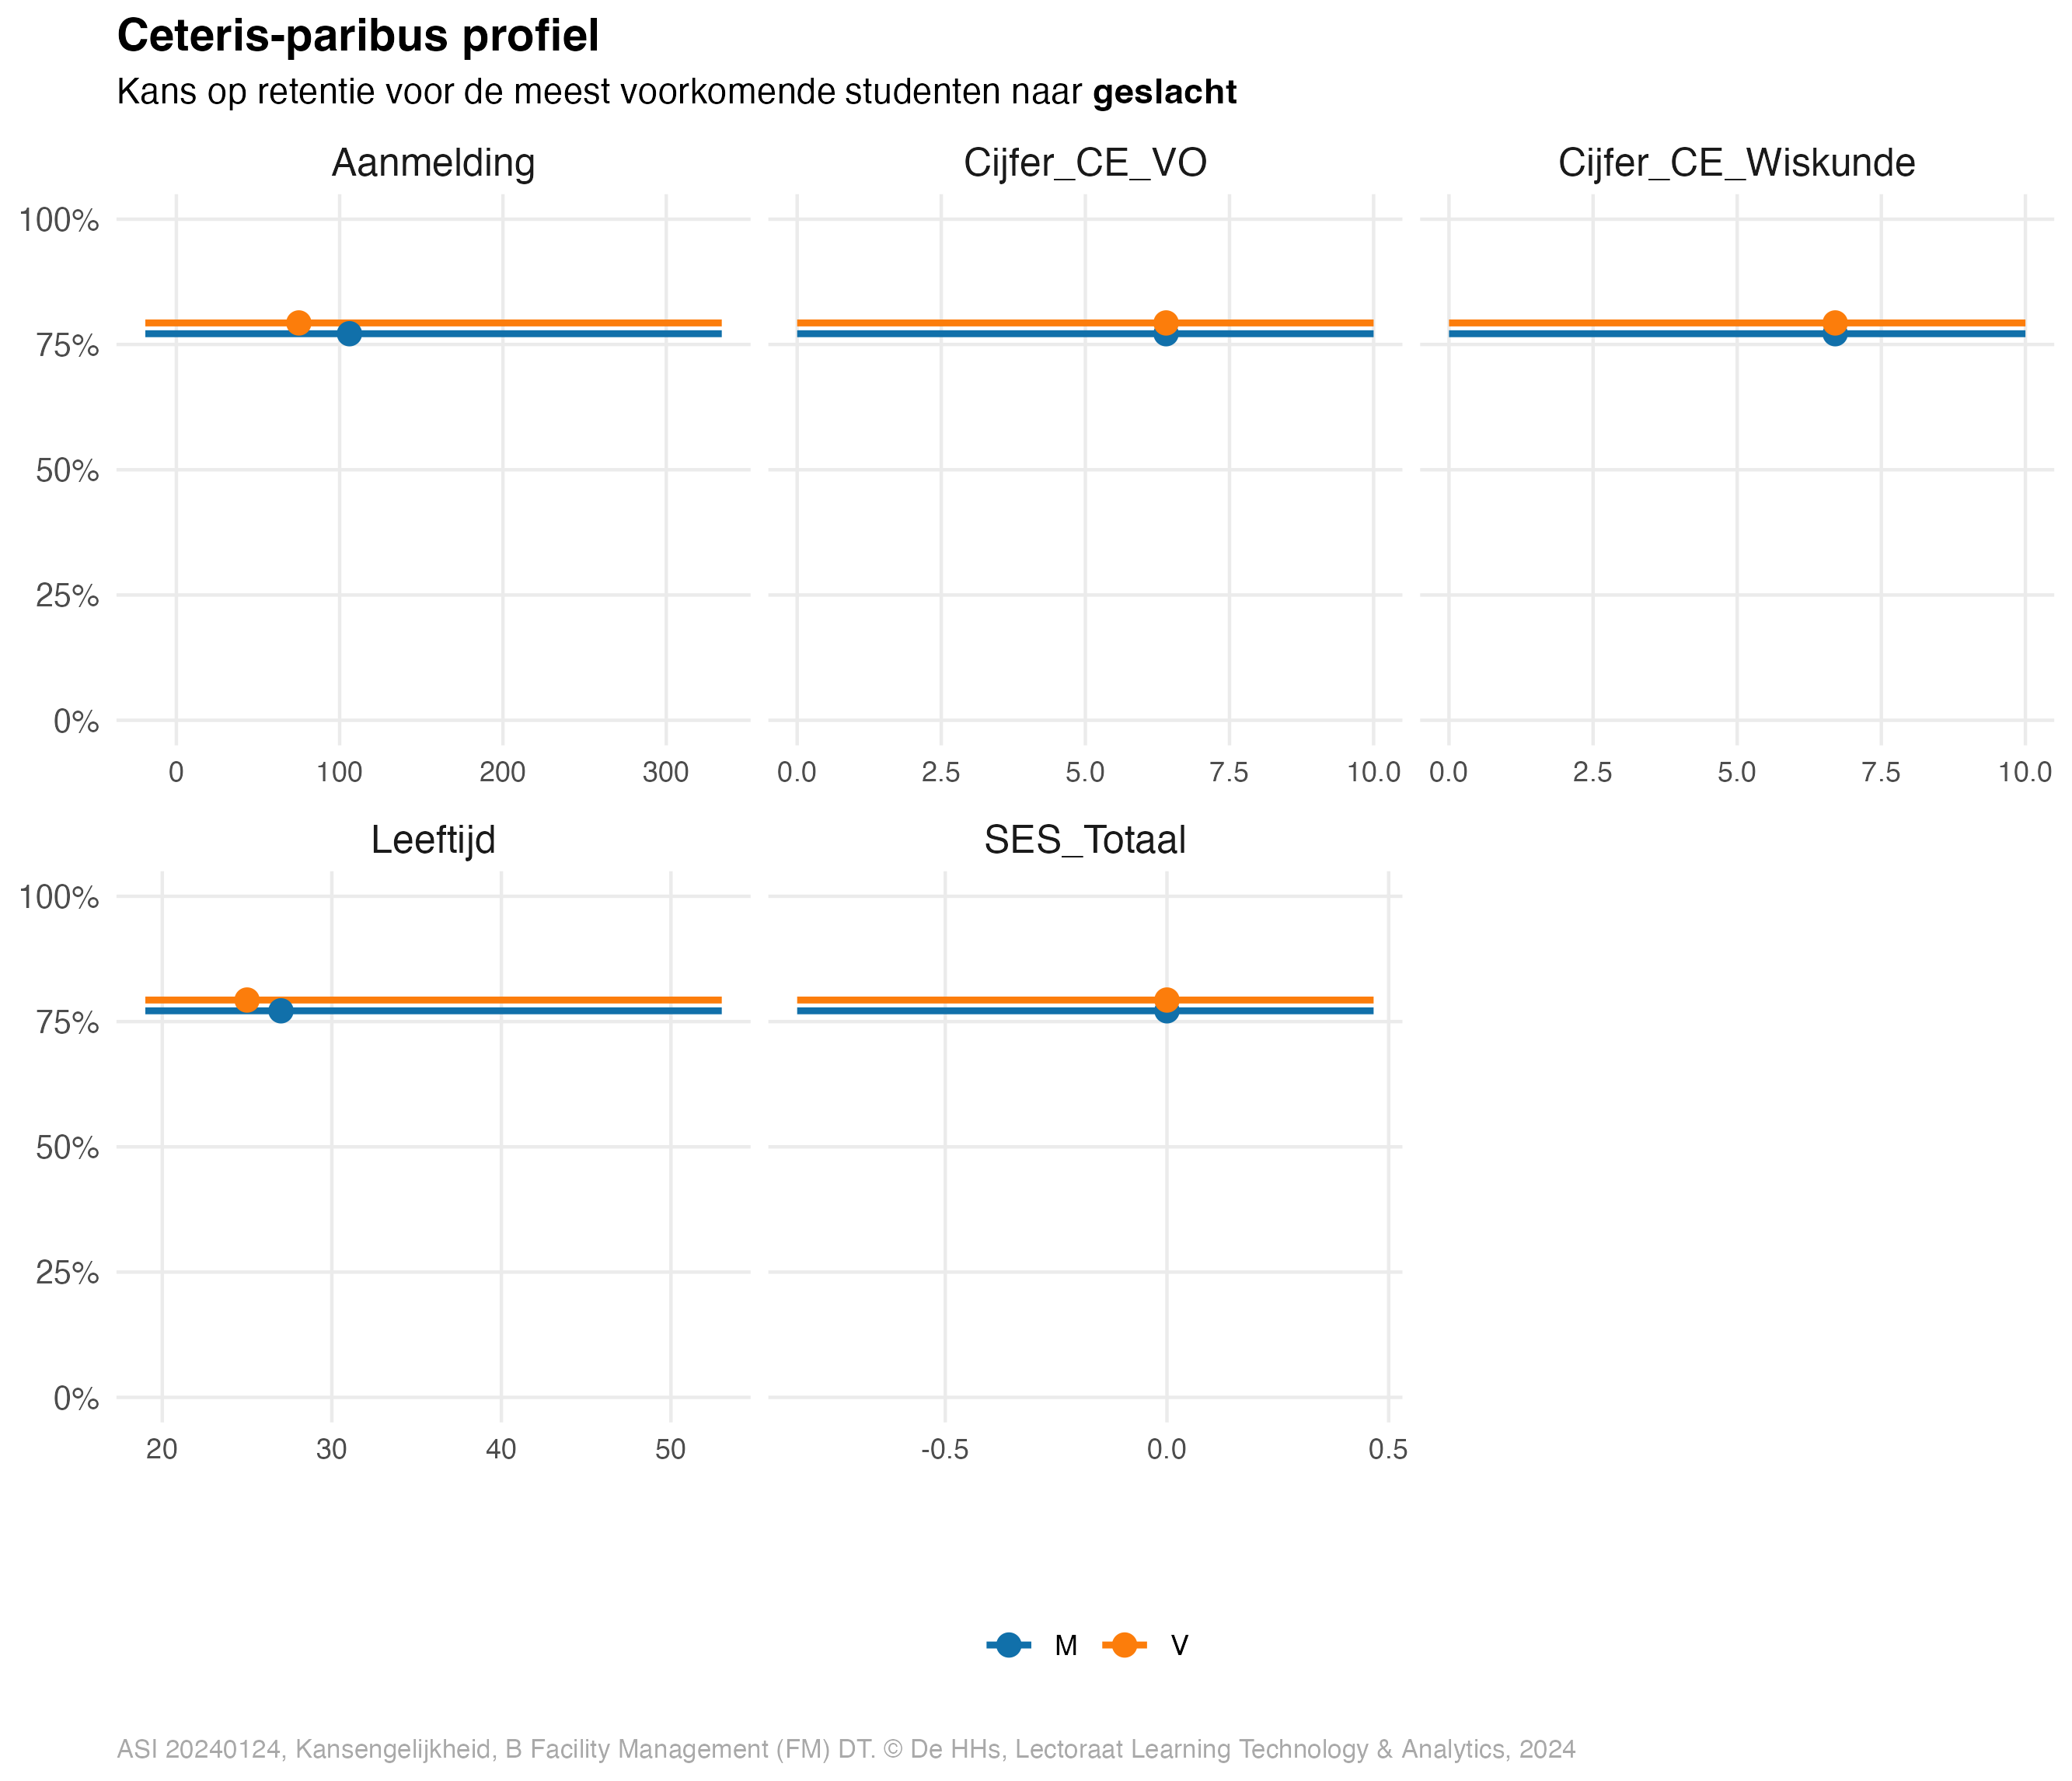 Ceteris-paribus profiel
Kans op retentie voor de meest voorkomende studenten naar geslacht
Aanmelding Cijfer_CE_VO Cijfer_CE_Wiskunde
100%
75%
50%
25%
0%
0 100 200 300 0.0 2.5 5.0 7.5 10.0 0.0 2.5 5.0 7.5 10.0
Leeftijd SES_Totaal
100%
75%
50%
25%
0%
20 30 40 50 -0.5 0.0 0.5
M V
ASI 20240124, Kansengelijkheid, B Facility Management (FM) DT. © De HHs, Lectoraat Learning Technology & Analytics, 2024